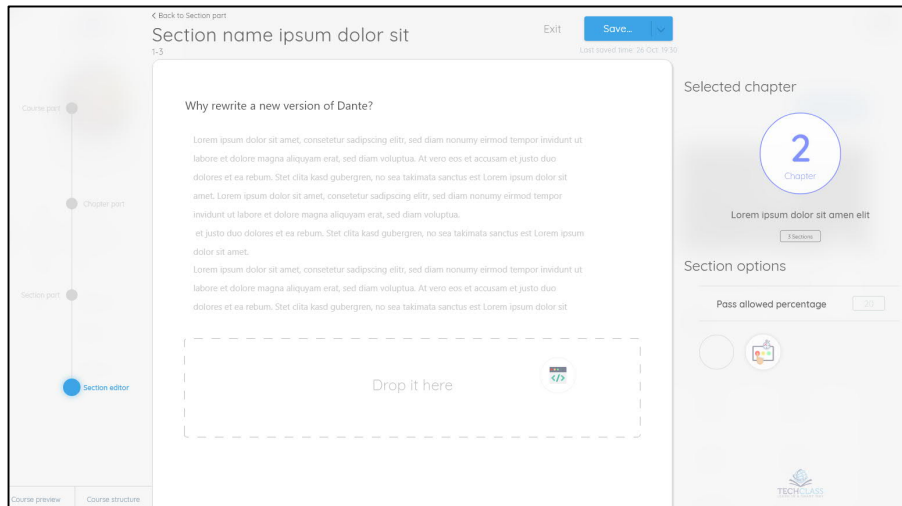 Back to Section part
Section name ipsum dolor sit
1-3
Exit
Save...
Last saved time: 26 Oct. 19:30
Course part
Chapter part
Section part
Section editor
Course preview
Course structure
Why rewrite a new version of Dante?
Lorem ipsum dolor sit amet, consetetur sadipscing elitr, sed diam nonumy eirmod tempor invidunt ut
labore et dolore magna aliquyam erat, sed diam voluptua. At vero eos et accusam et justo duo
dolores et ea rebum. Stet clita kasd gubergren, no sea takimata sanctus est Lorem ipsum dolor sit
amet. Lorem ipsum dolor sit amet, consetetur sadipscing elitr, sed diam nonumy eirmod tempor
invidunt ut labore et dolore magna aliquyam erat, sed diam voluptua.
et justo duo dolores et ea rebum. Stet clita kasd gubergren, no sea takimata sanctus est Lorem ipsum
dolor sit amet.
Lorem ipsum dolor sit amet, consetetur sadipscing elitr, sed diam nonumy eirmod tempor invidunt ut
labore et dolore magna aliquyam erat, sed diam voluptua. At vero eos et accusam et justo duo
dolores et ea rebum. Stet clita kasd gubergren, no sea takimata sanctus est Lorem ipsum dolor sit
Drop it here
</>
Selected chapter
2
Chapter
Lorem ipsum dolor sit amen elit
3 Sections
Section options
Pass allowed percentage
20
TECHCLASS